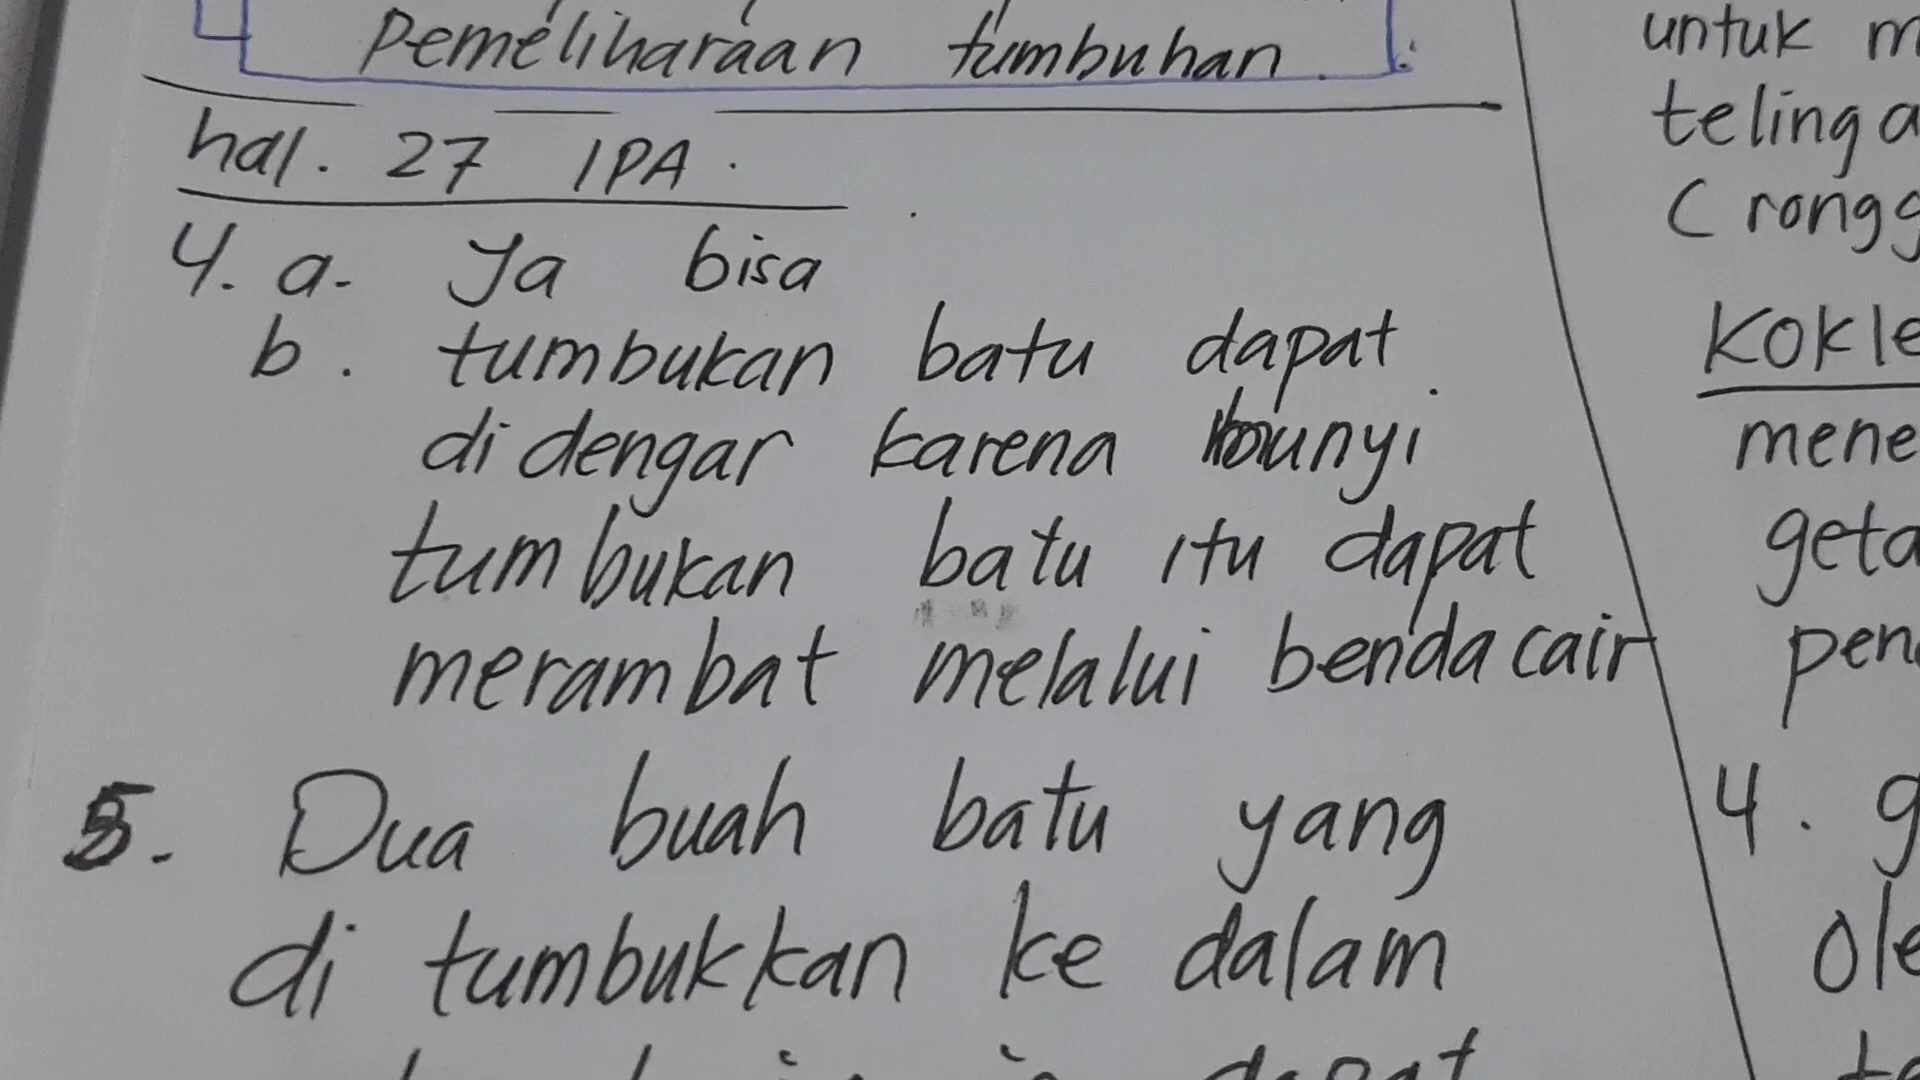 Pemeliharaan tumbuhan.
hal. 27 IPA.
4. a. Ya bisa
b. tumbukan batu dapat
di dengar karena bunyi
tumbukan batu itu dapat
merambat melalui benda cair
5. Dua buah batu yang
di tumbukkan ke dalam
untuk
telinga
mene
geta
pen
4. g
ole